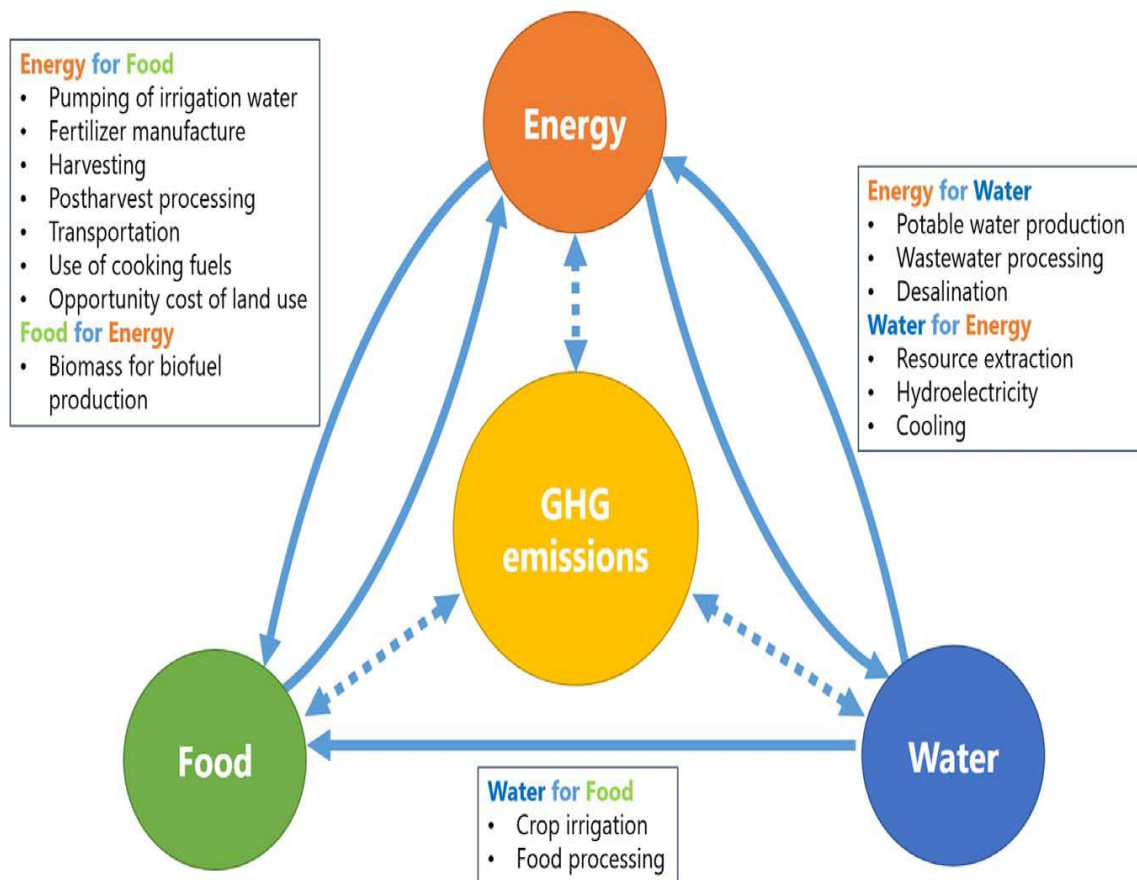 Energy for Food
• Pumping of irrigation water
• Fertilizer manufacture
• Harvesting
• Postharvest processing
• Transportation
• Use of cooking fuels
• Opportunity cost of land use
Food for Energy
• Biomass for biofuel
production
Energy
Energy for Water
• Potable water production
• Wastewater processing
• Desalination
Water for Energy
• Resource extraction
• Hydroelectricity
• Cooling
GHG
emissions
Food
Water
Water for Food
• Crop irrigation
• Food processing